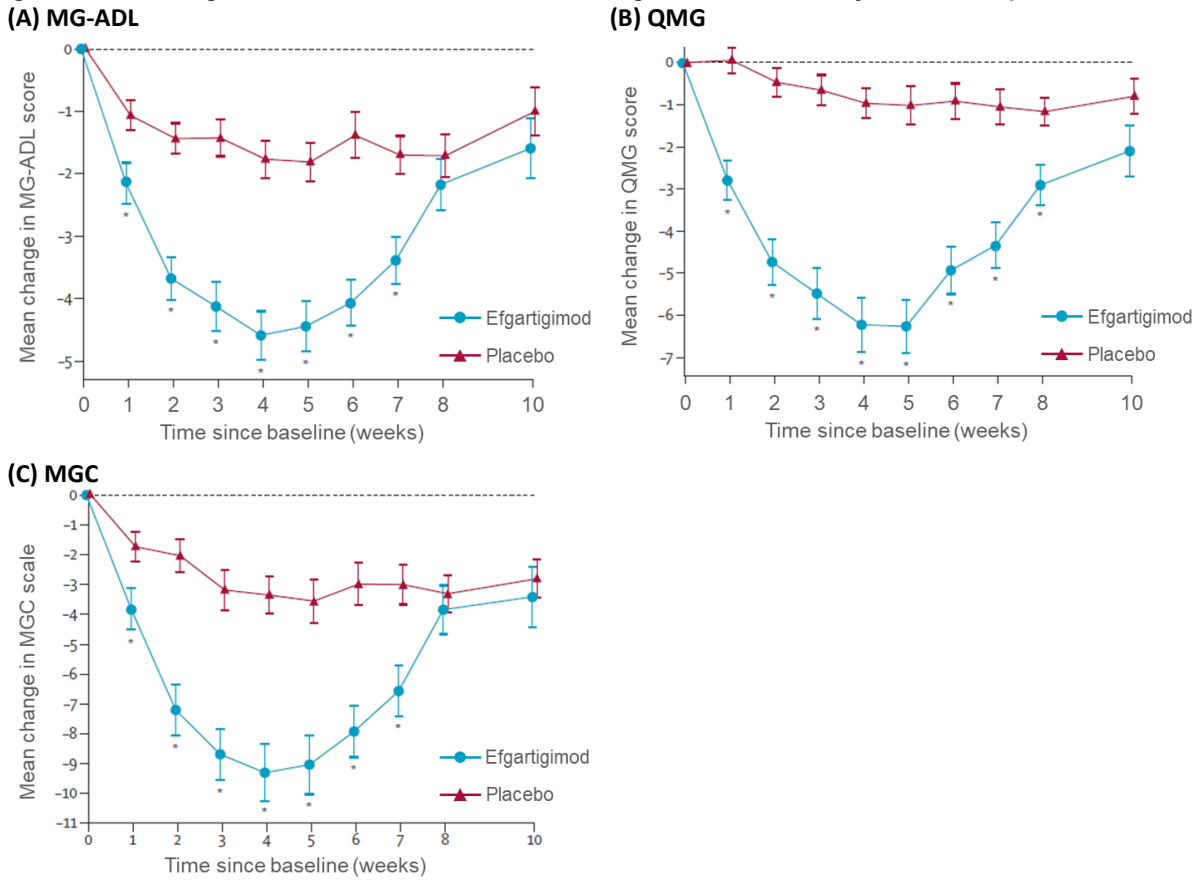 (A) MG-ADL
0
-1
-2
-3
-4
-5
Mean change in MG-ADL score
* * * * * * *
Efgartigimod
Placebo
0 1 2 3 4 5 6 7 8 10
Time since baseline (weeks)
(B) QMG
0
-1
-2
-3
-4
-5
-6
-7
Mean change in QMG score
* * * * * * * *
Efgartigimod
Placebo
0 1 2 3 4 5 6 7 8 10
Time since baseline (weeks)
(C) MGC
0
-1
-2
-3
-4
-5
-6
-7
-8
-9
-10
-11
Mean change in MGC scale
* * * * * * *
Efgartigimod
Placebo
0 1 2 3 4 5 6 7 8 10
Time since baseline (weeks)